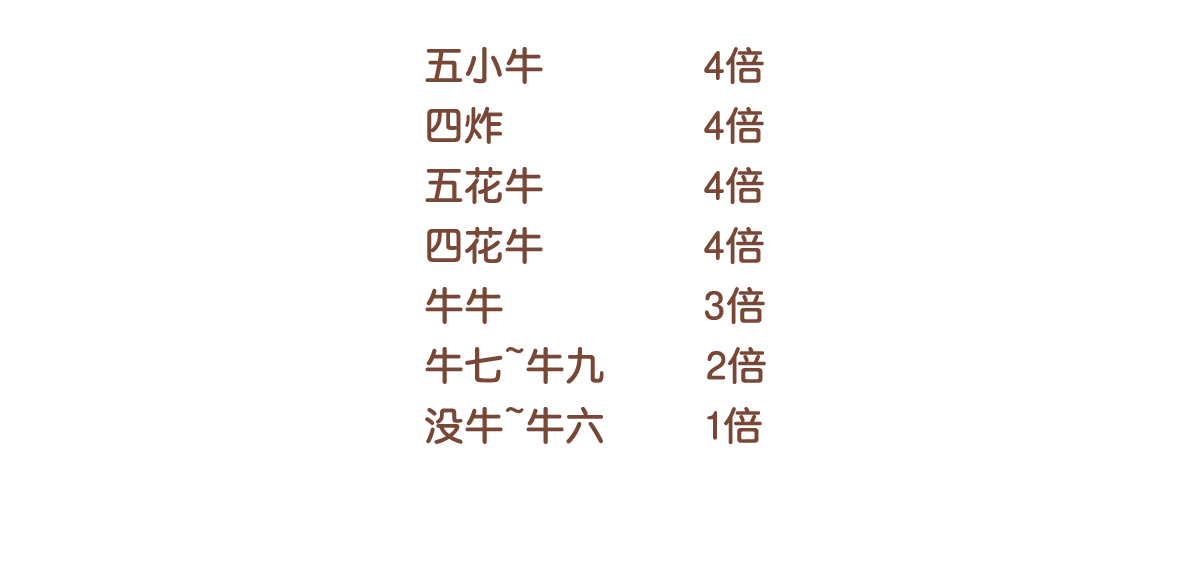 五小牛 4倍
四炸 4倍
五花牛 4倍
四花牛 4倍
牛牛 3倍
牛七~牛九 2倍
没牛~牛六 1倍